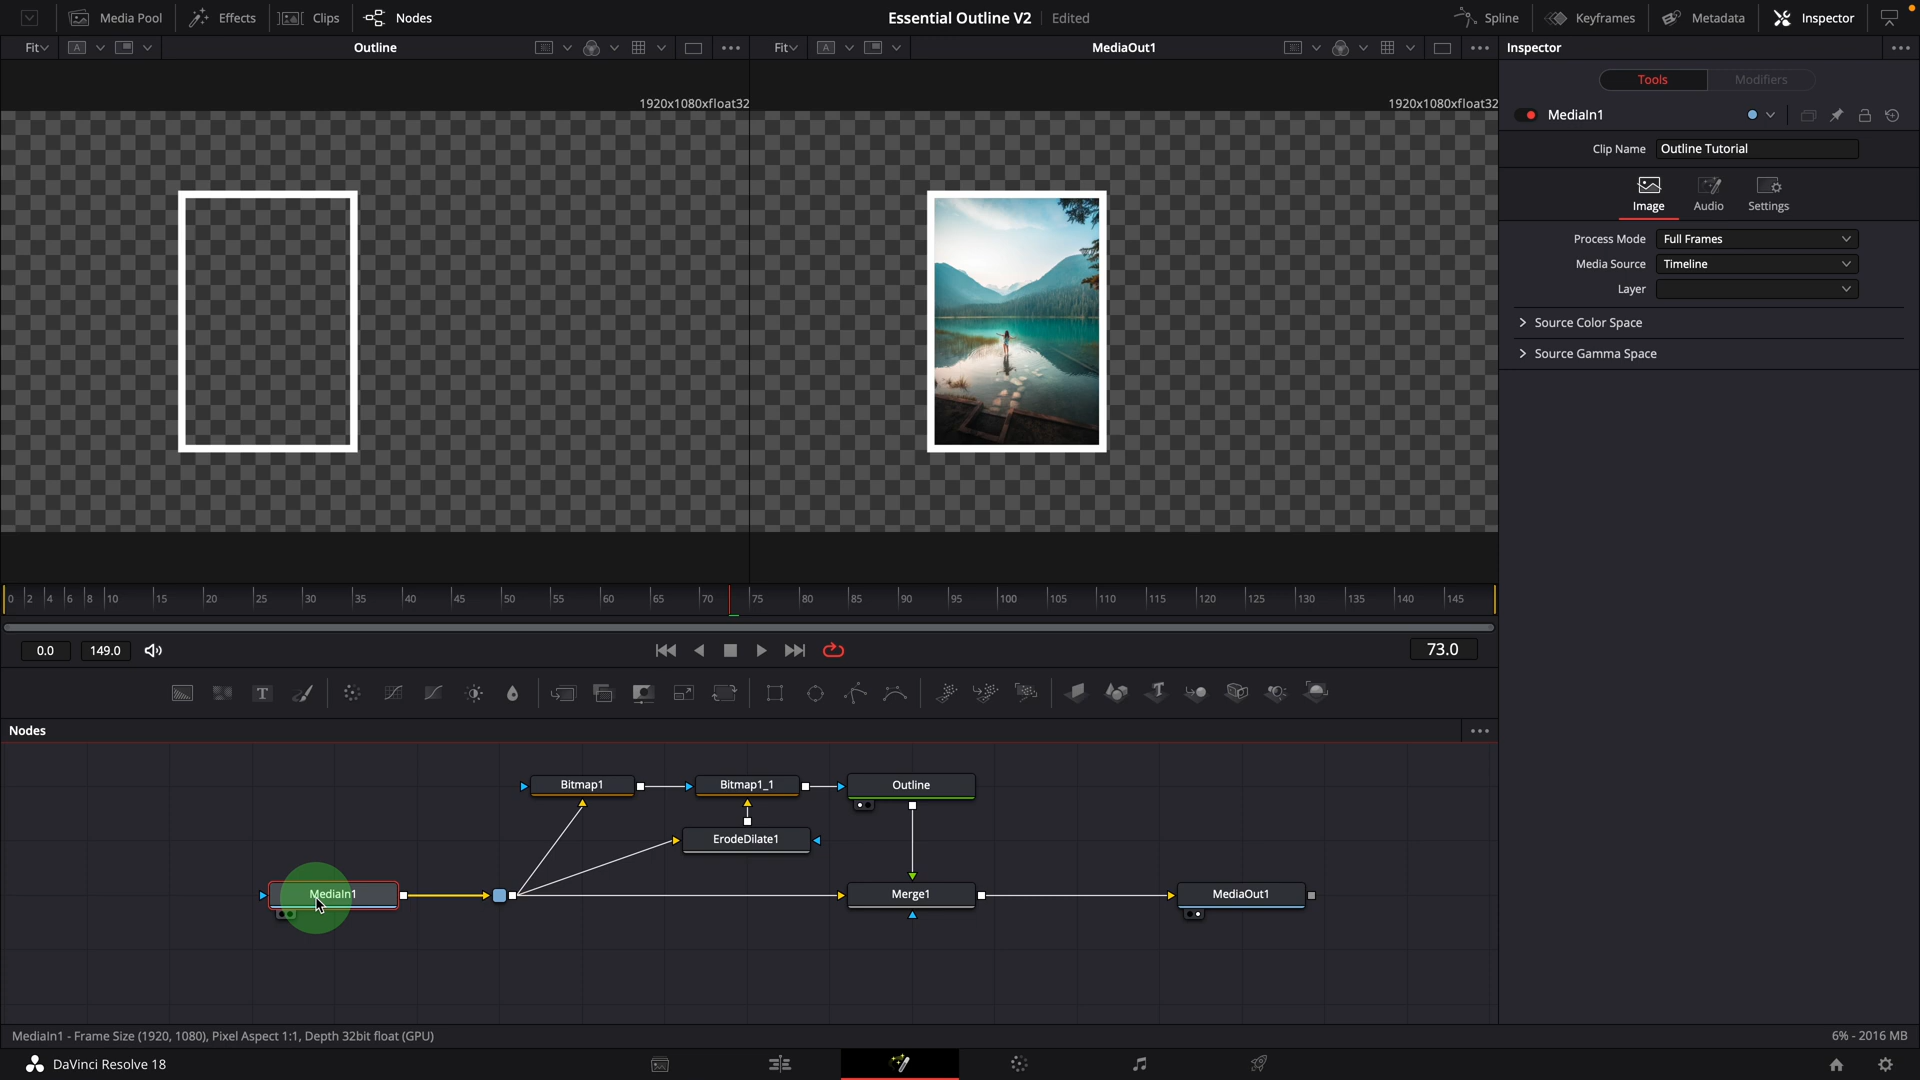 Media Pool
Effects
Clips
Nodes
Essential Outline V2
Edited
Spline
Keyframes
Metadata
Inspector
Fit
A
Outline
Fit
A
MediaOut1
Inspector
1920x1080xfloat32
1920x1080xfloat32
Tools
Modifiers
MediaIn1
Clip Name
Outline Tutorial
Image
Audio
Settings
Process Mode
Full Frames
Media Source
Timeline
Layer
Source Color Space
Source Gamma Space
0 2 4 6 8 10 15 20 25 30 35 40 45 50 55 60 65 70 75 80 85 90 95 100 105 110 115 120 125 130 135 140 145
0.0
149.0
73.0
T
T
Nodes
Bitmap1
Bitmap1_1
Outline
ErodeDilate1
MediaIn1
Merge1
MediaOut1
MediaIn1 - Frame Size (1920, 1080), Pixel Aspect 1:1, Depth 32bit float (GPU)
6% - 2016 MB
DaVinci Resolve 18